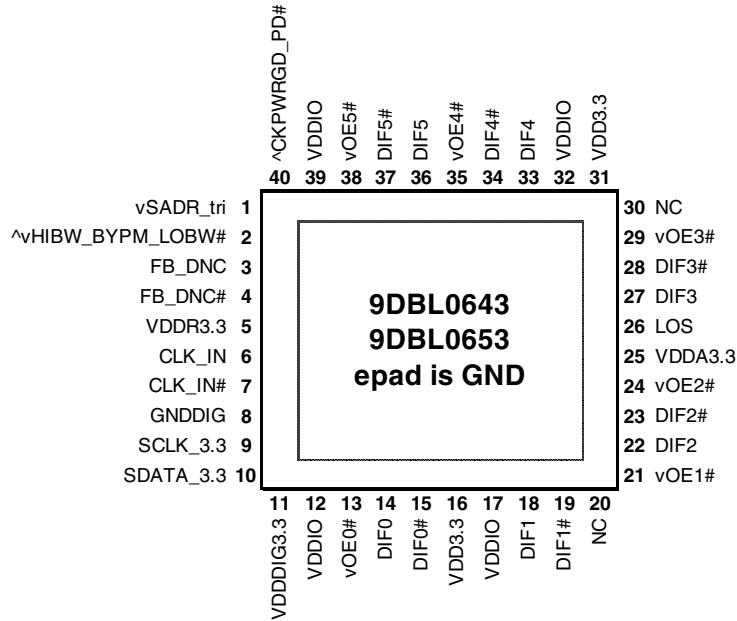 ^CKPWRGD_PD#
VDDIO
vOE5#
DIF5#
DIF5
vOE4#
DIF4#
DIF4
VDDIO
VDD3.3
40 39 38 37 36 35 34 33 32 31
vSADR_tri 1
^vHIBW_BYPM_LOBW# 2
FB_DNC 3
FB_DNC# 4
VDDR3.3 5
CLK_IN 6
CLK_IN# 7
GNDDIG 8
SCLK_3.3 9
SDATA_3.3 10
9DBL0643
9DBL0653
epad is GND
30 NC
29 vOE3#
28 DIF3#
27 DIF3
26 LOS
25 VDDA3.3
24 vOE2#
23 DIF2#
22 DIF2
21 vOE1#
11 12 13 14 15 16 17 18 19 20
VDDDIG3.3
VDDIO
vOE0#
DIF0
DIF0#
VDD3.3
VDDIO
DIF1
DIF1#
NC